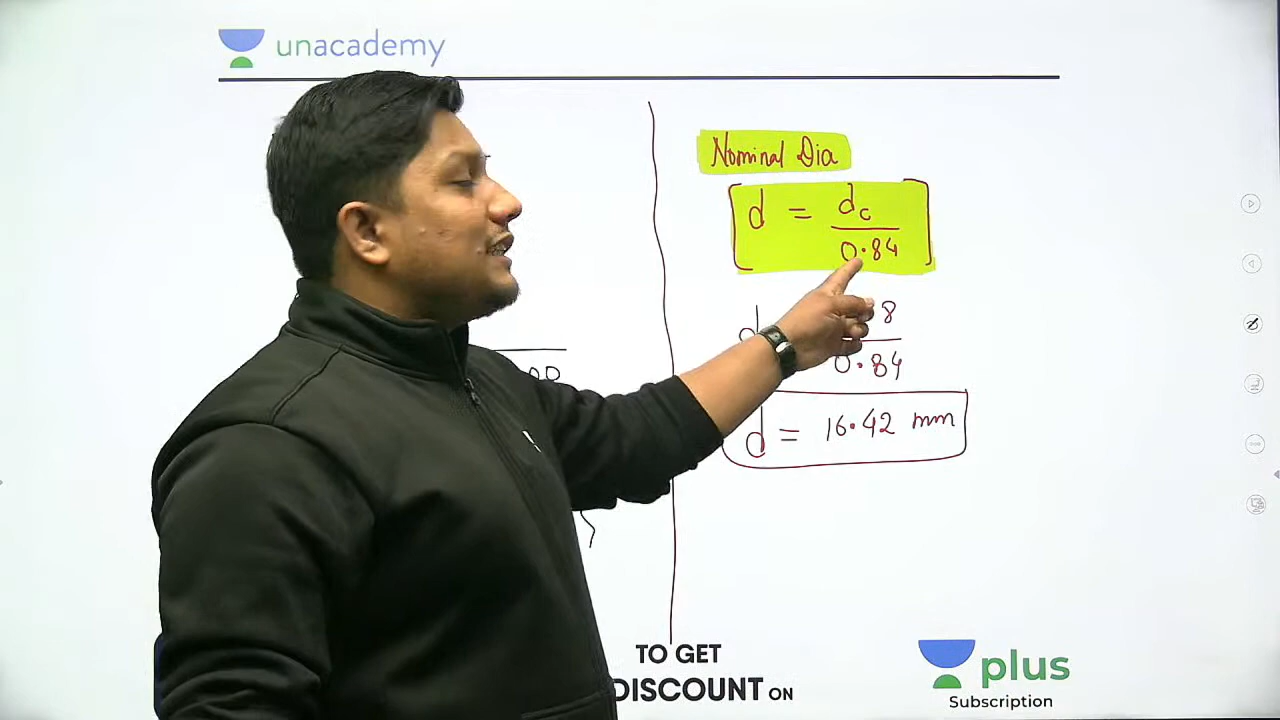 unacademy
Nominal Dia
d = dc
0.84
8
0.84
d = 16.42 mm
TO GET
DISCOUNT ON
plus
Subscription